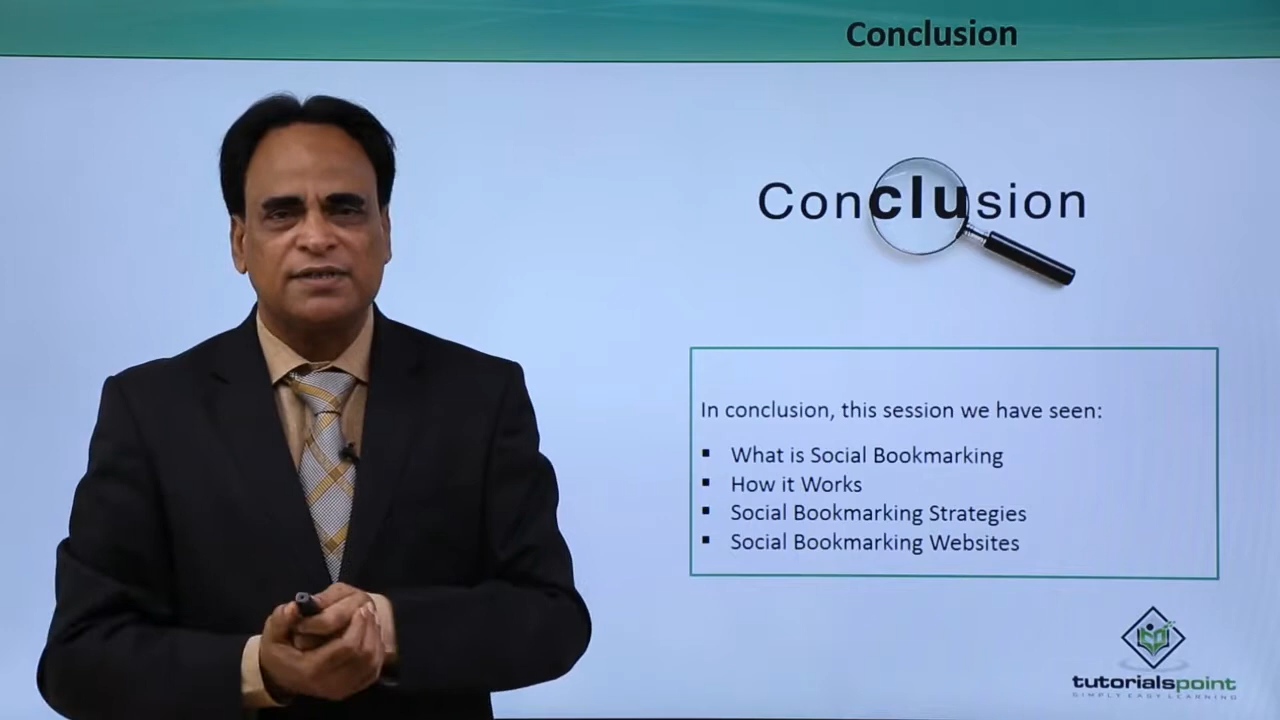 Conclusion
Conclusion
In conclusion, this session we have seen:
▪ What is Social Bookmarking
▪ How it Works
▪ Social Bookmarking Strategies
▪ Social Bookmarking Websites
tutorialspoint
SIMPLY EASY LEARNING